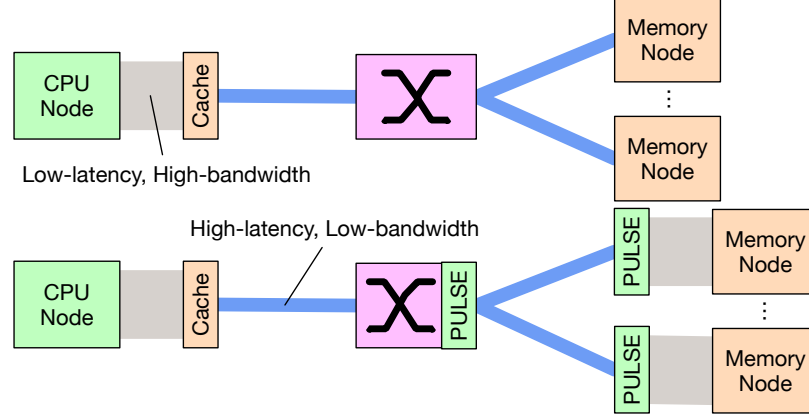 CPU
Node
Cache
Memory
Node
...
Memory
Node
Low-latency, High-bandwidth
High-latency, Low-bandwidth
CPU
Node
Cache
PULSE
PULSE
Memory
Node
...
PULSE
Memory
Node